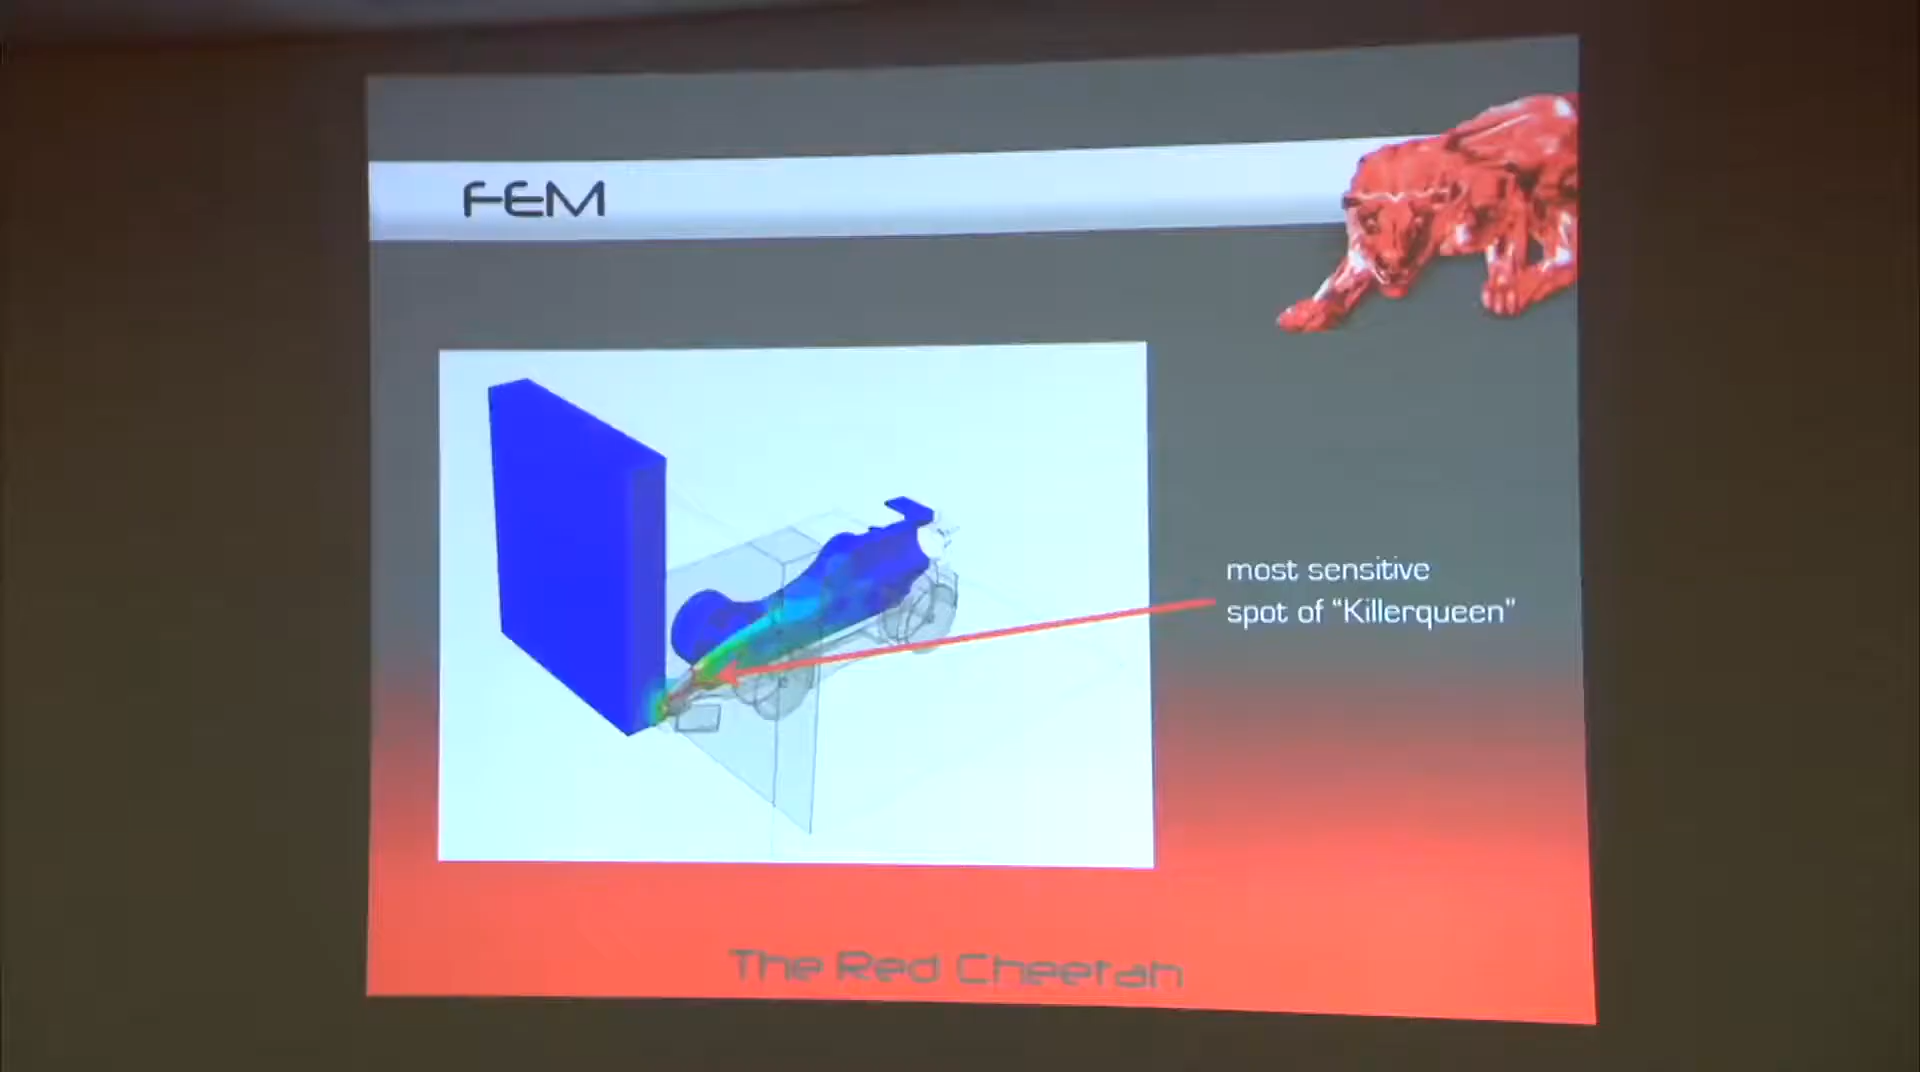 FEM
most sensitive
spot of “Killerqueen”
The Red Cheetah